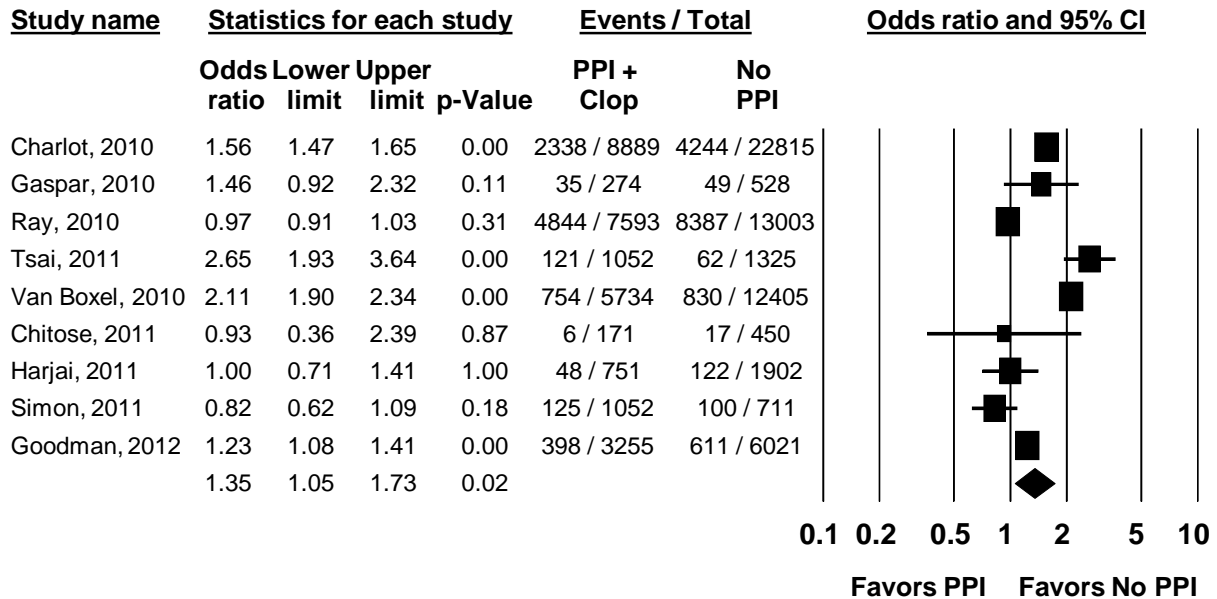 Study name Statistics for each study Events / Total Odds ratio and 95% CI
Odds Lower Upper PPI + No
ratio limit limit p-Value Clop PPI
Charlot, 2010 1.56 1.47 1.65 0.00 2338 / 8889 4244 / 22815
Gaspar, 2010 1.46 0.92 2.32 0.11 35 / 274 49 / 528
Ray, 2010 0.97 0.91 1.03 0.31 4844 / 7593 8387 / 13003
Tsai, 2011 2.65 1.93 3.64 0.00 121 / 1052 62 / 1325
Van Boxel, 2010 2.11 1.90 2.34 0.00 754 / 5734 830 / 12405
Chitose, 2011 0.93 0.36 2.39 0.87 6 / 171 17 / 450
Harjai, 2011 1.00 0.71 1.41 1.00 48 / 751 122 / 1902
Simon, 2011 0.82 0.62 1.09 0.18 125 / 1052 100 / 711
Goodman, 2012 1.23 1.08 1.41 0.00 398 / 3255 611 / 6021
1.35 1.05 1.73 0.02
0.1 0.2 0.5 1 2 5 10
Favors PPI Favors No PPI